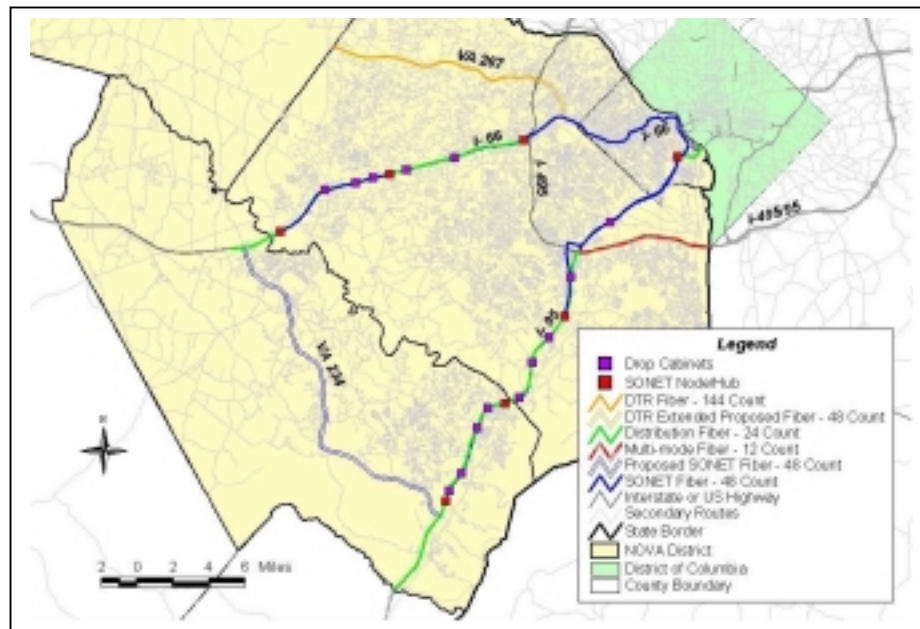 VA 267
I- 66
I- 66
I- 495
I-495/95
I- 95
VA 234
N
2 0 2 4 6 Miles
Legend
Drop Cabinets
SONET Node/Hub
DTR Fiber - 144 Count
DTR Extended Proposed Fiber - 48 Count
Distribution Fiber - 24 Count
Multi-mode Fiber - 12 Count
Proposed SONET Fiber - 48 Count
SONET Fiber - 48 Count
Interstate or US Highway
Secondary Routes
State Border
NOVA District
District of Columbia
County Boundary